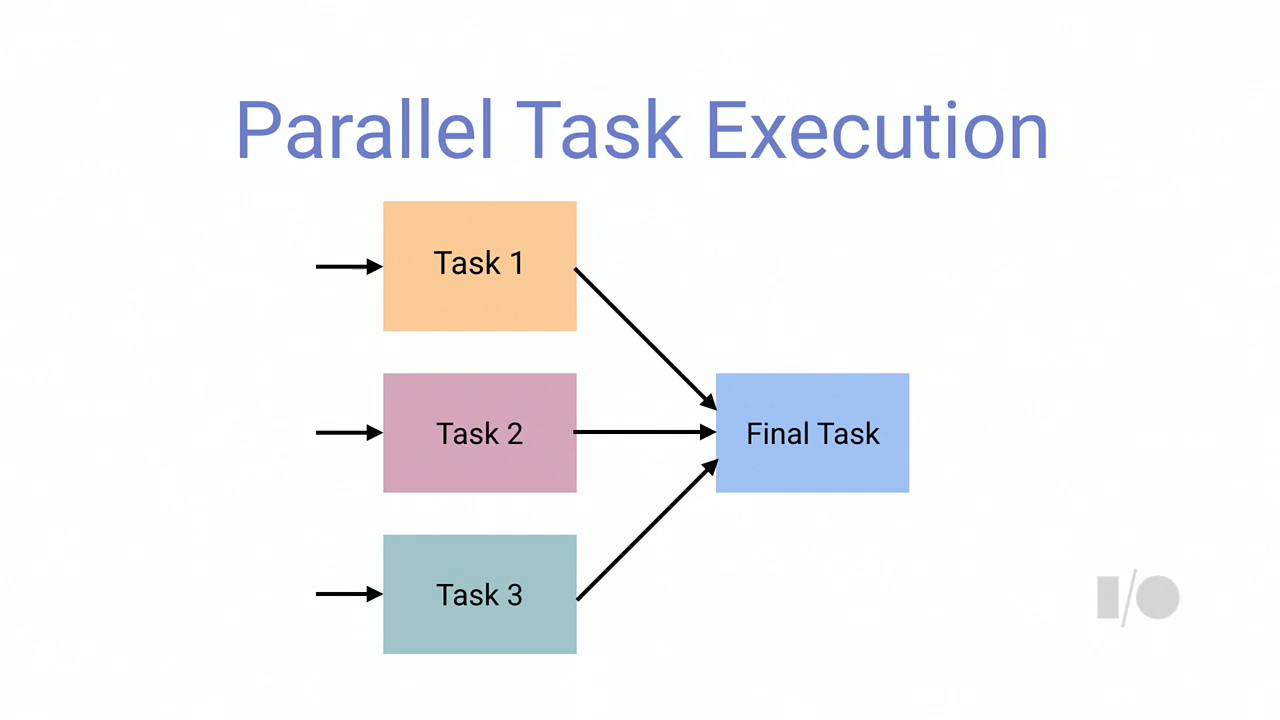 Parallel Task Execution
Task 1
Task 2
Final Task
Task 3
I/O